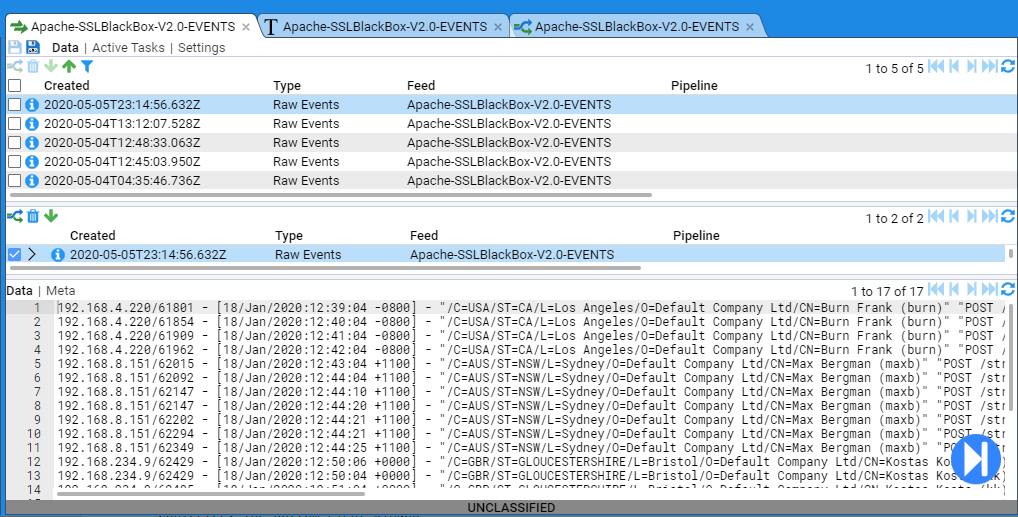 Apache-SSLBlackBox-V2.0-EVENTS × T Apache-SSLBlackBox-V2.0-EVENTS × Apache-SSLBlackBox-V2.0-EVENTS ×
Data | Active Tasks | Settings
1 to 5 of 5
Created Type Feed Pipeline
2020-05-05T23:14:56.632Z Raw Events Apache-SSLBlackBox-V2.0-EVENTS
2020-05-04T13:12:07.528Z Raw Events Apache-SSLBlackBox-V2.0-EVENTS
2020-05-04T12:48:33.063Z Raw Events Apache-SSLBlackBox-V2.0-EVENTS
2020-05-04T12:45:03.950Z Raw Events Apache-SSLBlackBox-V2.0-EVENTS
2020-05-04T04:35:46.736Z Raw Events Apache-SSLBlackBox-V2.0-EVENTS
1 to 2 of 2
Created Type Feed Pipeline
2020-05-05T23:14:56.632Z Raw Events Apache-SSLBlackBox-V2.0-EVENTS
Data | Meta
1 to 17 of 17
1 192.168.4.220/61801 - [18/Jan/2020:12:39:04 -0800] - "/C=USA/ST=CA/L=Los Angeles/O=Default Company Ltd/CN=Burn Frank (burn)" "POST /
2 192.168.4.220/61854 - [18/Jan/2020:12:40:04 -0800] - "/C=USA/ST=CA/L=Los Angeles/O=Default Company Ltd/CN=Burn Frank (burn)" "POST /
3 192.168.4.220/61909 - [18/Jan/2020:12:41:04 -0800] - "/C=USA/ST=CA/L=Los Angeles/O=Default Company Ltd/CN=Burn Frank (burn)" "POST /
4 192.168.4.220/61962 - [18/Jan/2020:12:42:04 -0800] - "/C=USA/ST=CA/L=Los Angeles/O=Default Company Ltd/CN=Burn Frank (burn)" "POST /
5 192.168.8.151/62015 - [18/Jan/2020:12:43:04 +1100] - "/C=AUS/ST=NSW/L=Sydney/O=Default Company Ltd/CN=Max Bergman (maxb)" "POST /str
6 192.168.8.151/62092 - [18/Jan/2020:12:44:04 +1100] - "/C=AUS/ST=NSW/L=Sydney/O=Default Company Ltd/CN=Max Bergman (maxb)" "POST /str
7 192.168.8.151/62147 - [18/Jan/2020:12:44:10 +1100] - "/C=AUS/ST=NSW/L=Sydney/O=Default Company Ltd/CN=Max Bergman (maxb)" "POST /str
8 192.168.8.151/62147 - [18/Jan/2020:12:44:20 +1100] - "/C=AUS/ST=NSW/L=Sydney/O=Default Company Ltd/CN=Max Bergman (maxb)" "POST /str
9 192.168.8.151/62202 - [18/Jan/2020:12:44:21 +1100] - "/C=AUS/ST=NSW/L=Sydney/O=Default Company Ltd/CN=Max Bergman (maxb)" "POST /str
10 192.168.8.151/62294 - [18/Jan/2020:12:44:21 +1100] - "/C=AUS/ST=NSW/L=Sydney/O=Default Company Ltd/CN=Max Bergman (maxb)" "POST /str
11 192.168.8.151/62349 - [18/Jan/2020:12:44:25 +1100] - "/C=AUS/ST=NSW/L=Sydney/O=Default Company Ltd/CN=Max Bergman (maxb)" /str
12 192.168.234.9/62429 - [18/Jan/2020:12:50:06 +0000] - "/C=GBR/ST=GLOUCESTERSHIRE/L=Bristol/O=Default Company Ltd/CN=Kostas
13 192.168.234.9/62429 - [18/Jan/2020:12:50:04 +0000] - "/C=GBR/ST=GLOUCESTERSHIRE/L=Bristol/O=Default Company Ltd/CN=Kostas
14
UNCLASSIFIED